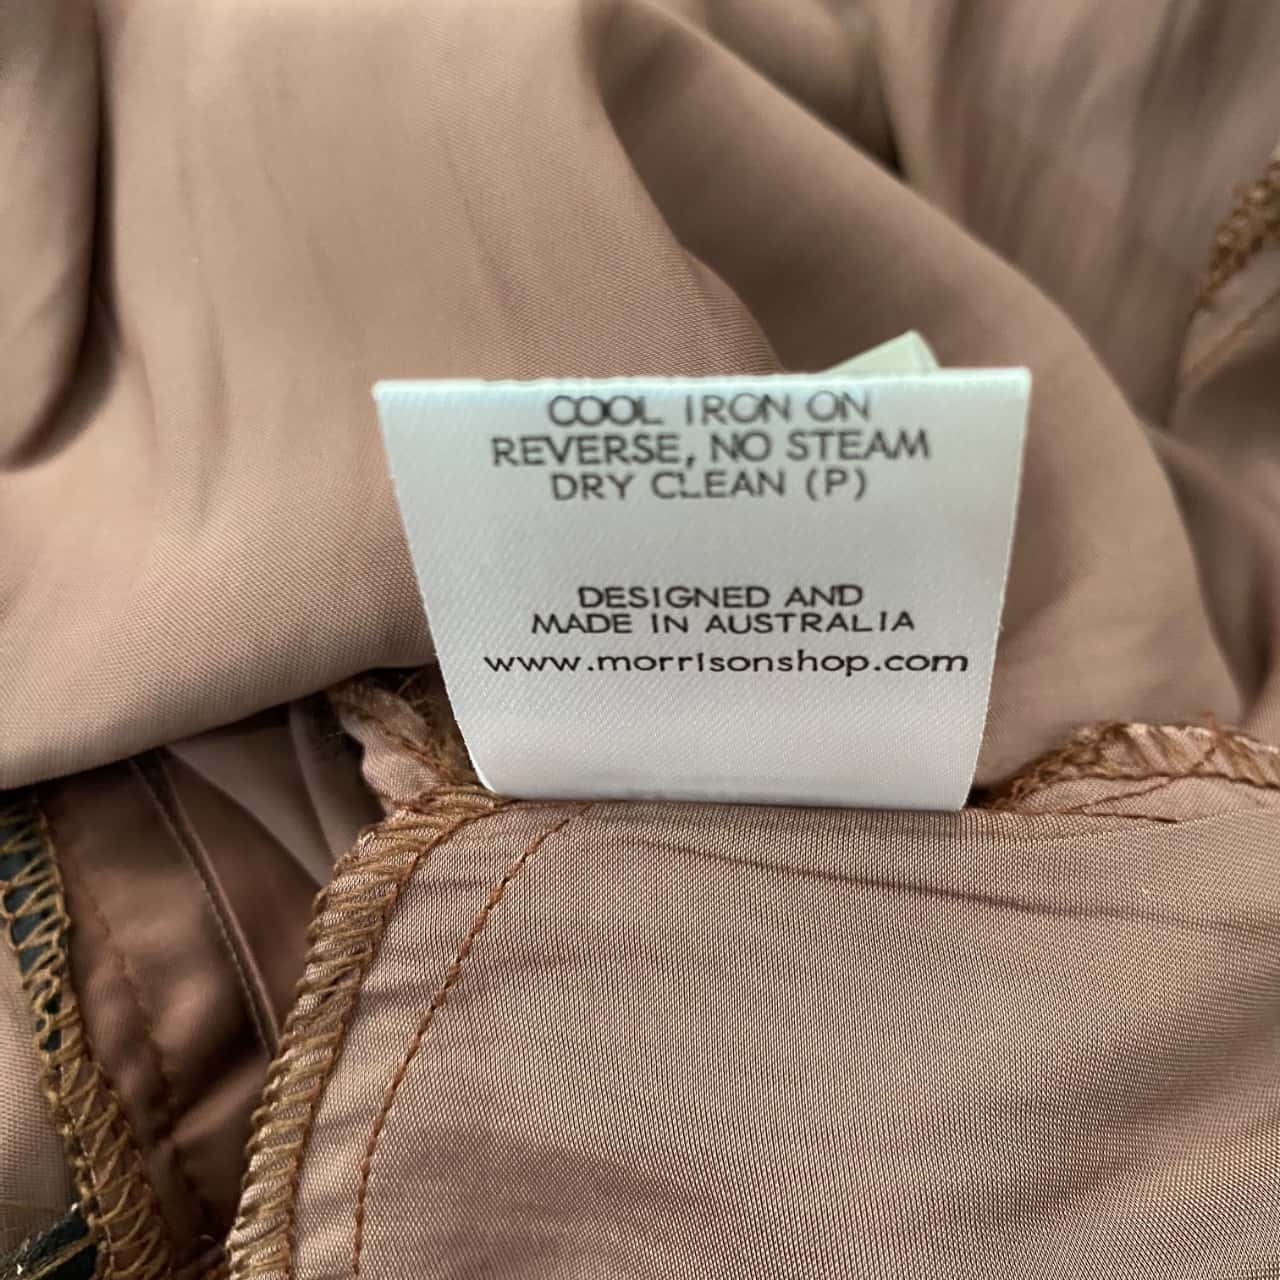 COOL IRON ON
REVERSE, NO STEAM
DRY CLEAN (P)
DESIGNED AND
MADE IN AUSTRALIA
www.morrisonshop.com